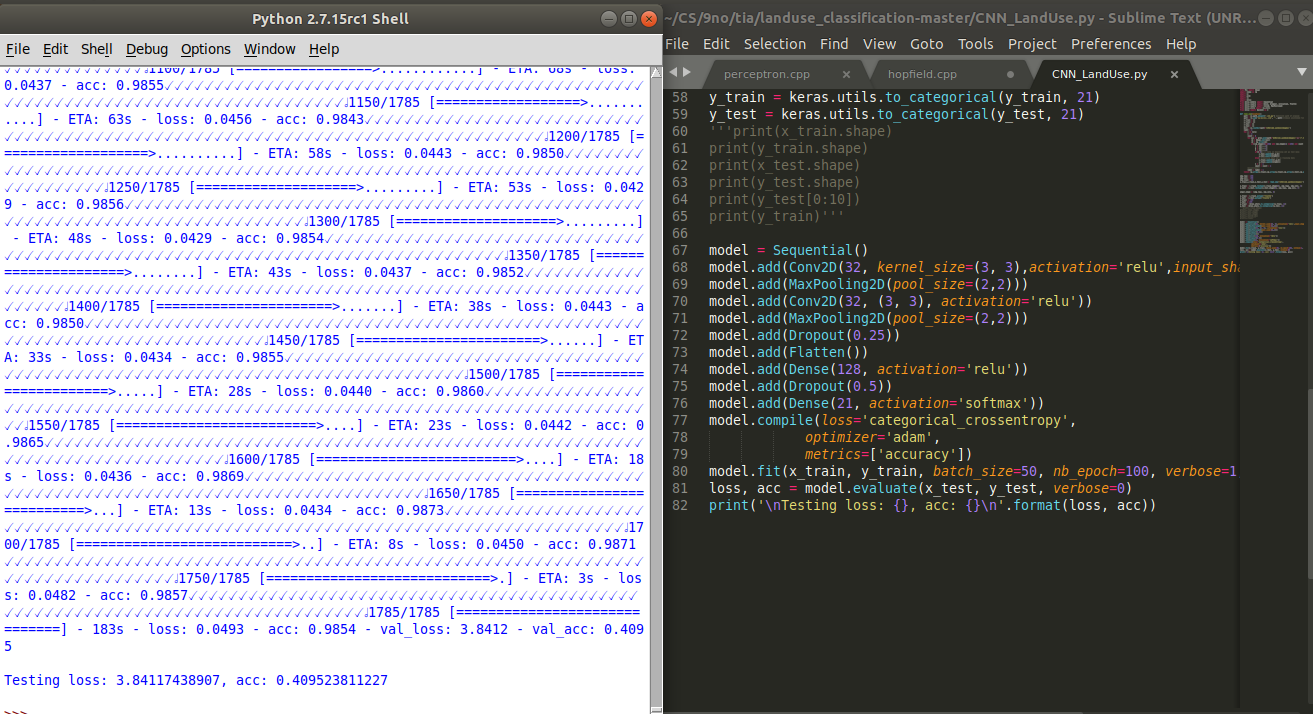 Python 2.7.15rc1 Shell
File Edit Shell Debug Options Window Help
1100/1785 [=================>............] - ETA: 68s - loss:
0.0437 - acc: 0.9855
1150/1785 [==================>.......
....] - ETA: 63s - loss: 0.0456 - acc: 0.9843
1200/1785 [=
==================>..........] - ETA: 58s - loss: 0.0443 - acc: 0.9850
1250/1785 [====================>.........] - ETA: 53s - loss: 0.042
9 - acc: 0.9856
1300/1785 [====================>.........]
- ETA: 48s - loss: 0.0429 - acc: 0.9854
1350/1785 [======
===============>........] - ETA: 43s - loss: 0.0437 - acc: 0.9852
1400/1785 [======================>.......] - ETA: 38s - loss: 0.0443 - a
cc: 0.9850
1450/1785 [=======================>......] - ET
A: 33s - loss: 0.0434 - acc: 0.9855
1500/1785 [===========
=============>.....] - ETA: 28s - loss: 0.0440 - acc: 0.9860
1550/1785 [=========================>....] - ETA: 23s - loss: 0.0442 - acc: 0
.9865
1600/1785 [=========================>....] - ETA: 18
s - loss: 0.0436 - acc: 0.9869
1650/1785 [================
==========>...] - ETA: 13s - loss: 0.0434 - acc: 0.9873
17
00/1785 [===========================>..] - ETA: 8s - loss: 0.0450 - acc: 0.9871
1750/1785 [============================>.] - ETA: 3s - los
s: 0.0482 - acc: 0.9857
1785/1785 [=======================
=======] - 183s - loss: 0.0493 - acc: 0.9854 - val_loss: 3.8412 - val_acc: 0.409
5
Testing loss: 3.84117438907, acc: 0.409523811227
>>>
~/CS/9no/tia/landuse_classification-master/CNN_LandUse.py - Sublime Text (UNR...
File Edit Selection Find View Goto Tools Project Preferences Help
perceptron.cpp hopfield.cpp CNN_LandUse.py
58 y_train = keras.utils.to_categorical(y_train, 21)
59 y_test = keras.utils.to_categorical(y_test, 21)
60 '''print(x_train.shape)
61 print(y_train.shape)
62 print(x_test.shape)
63 print(y_test.shape)
64 print(y_test[0:10])
65 print(y_train)'''
66
67 model = Sequential()
68 model.add(Conv2D(32, kernel_size=(3, 3),activation='relu',input_sha
69 model.add(MaxPooling2D(pool_size=(2,2)))
70 model.add(Conv2D(32, (3, 3), activation='relu'))
71 model.add(MaxPooling2D(pool_size=(2,2)))
72 model.add(Dropout(0.25))
73 model.add(Flatten())
74 model.add(Dense(128, activation='relu'))
75 model.add(Dropout(0.5))
76 model.add(Dense(21, activation='softmax'))
77 model.compile(loss='categorical_crossentropy',
78 optimizer='adam',
79 metrics=['accuracy'])
80 model.fit(x_train, y_train, batch_size=50, nb_epoch=100, verbose=1
81 loss, acc = model.evaluate(x_test, y_test, verbose=0)
82 print('\nTesting loss: {}, acc: {}\n'.format(loss, acc))